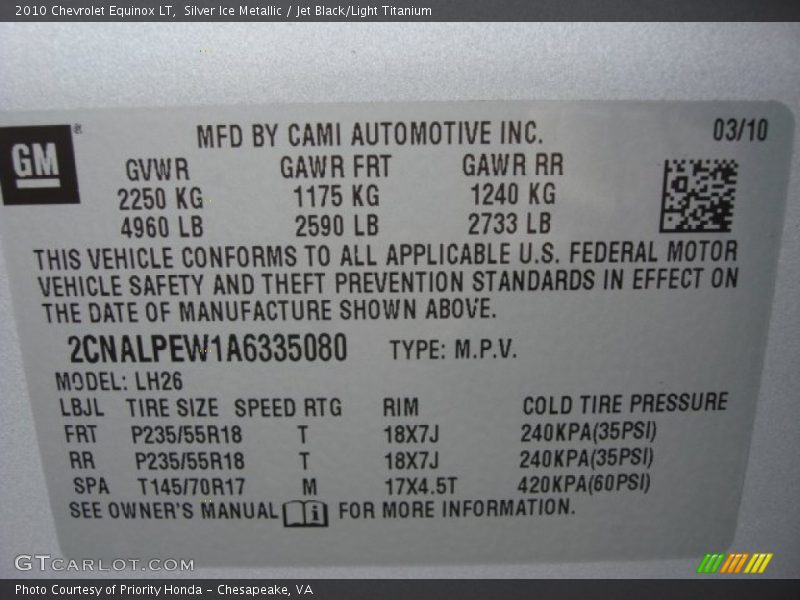 2010 Chevrolet Equinox LT,  Silver Ice Metallic / Jet Black/Light Titanium
GM®
MFD BY CAMI AUTOMOTIVE INC. 03/10
GVWR GAWR FRT GAWR RR
2250 KG 1175 KG 1240 KG
4960 LB 2590 LB 2733 LB
THIS VEHICLE CONFORMS TO ALL APPLICABLE U.S. FEDERAL MOTOR
VEHICLE SAFETY AND THEFT PREVENTION STANDARDS IN EFFECT ON
THE DATE OF MANUFACTURE SHOWN ABOVE.
2CNALPEW1A6335080 TYPE: M.P.V.
MODEL: LH26
LBJL TIRE SIZE SPEED RTG RIM COLD TIRE PRESSURE
FRT P235/55R18 T 18X7J 240KPA(35PSI)
RR P235/55R18 T 18X7J 240KPA(35PSI)
SPA T145/70R17 M 17X4.5T 420KPA(60PSI)
SEE OWNER'S MANUAL i FOR MORE INFORMATION.
GTCARLOT.COM
Photo Courtesy of Priority Honda - Chesapeake, VA